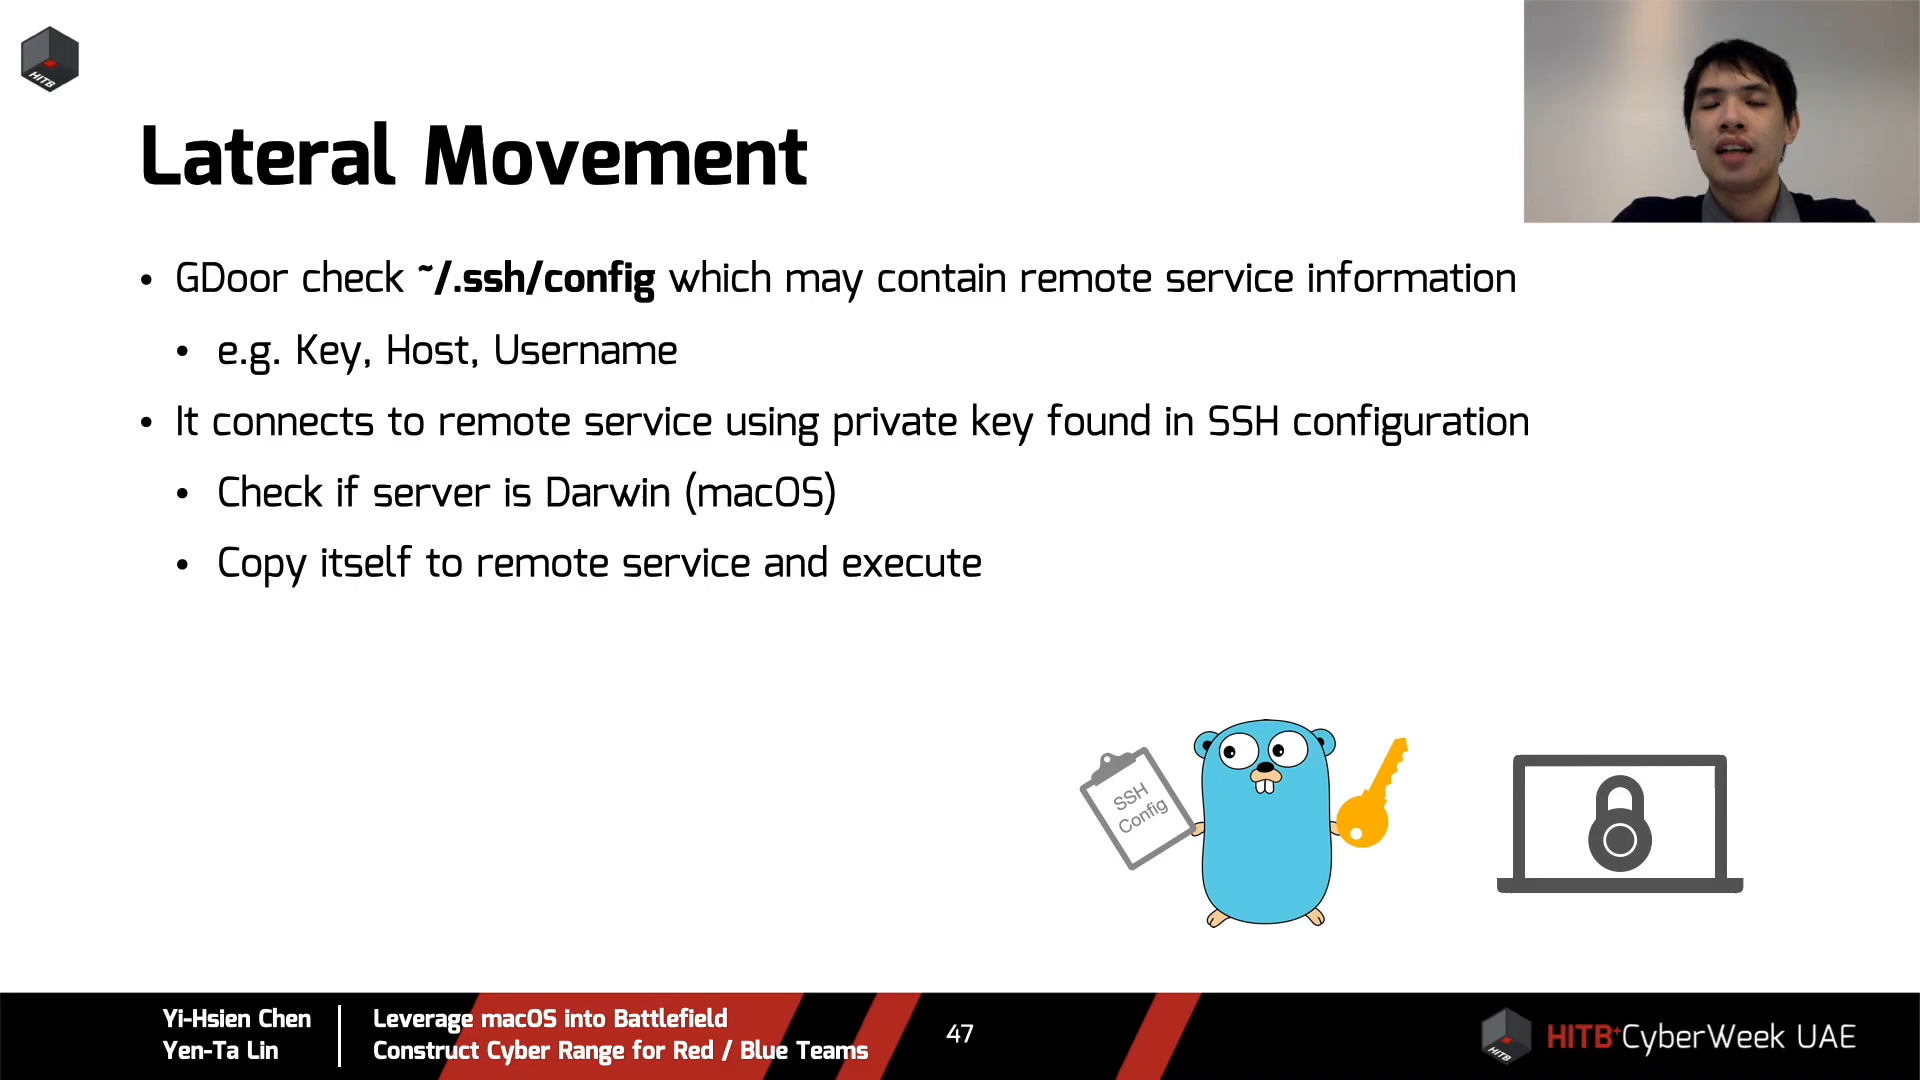 HITB
Lateral Movement
• GDoor check ~/.ssh/config which may contain remote service information
• e.g. Key, Host, Username
• It connects to remote service using private key found in SSH configuration
• Check if server is Darwin (macOS)
• Copy itself to remote service and execute
SSH
Config
Yi-Hsien Chen
Yen-Ta Lin
Leverage macOS into Battlefield
Construct Cyber Range for Red / Blue Teams
47
HITB
HITB+CyberWeek UAE